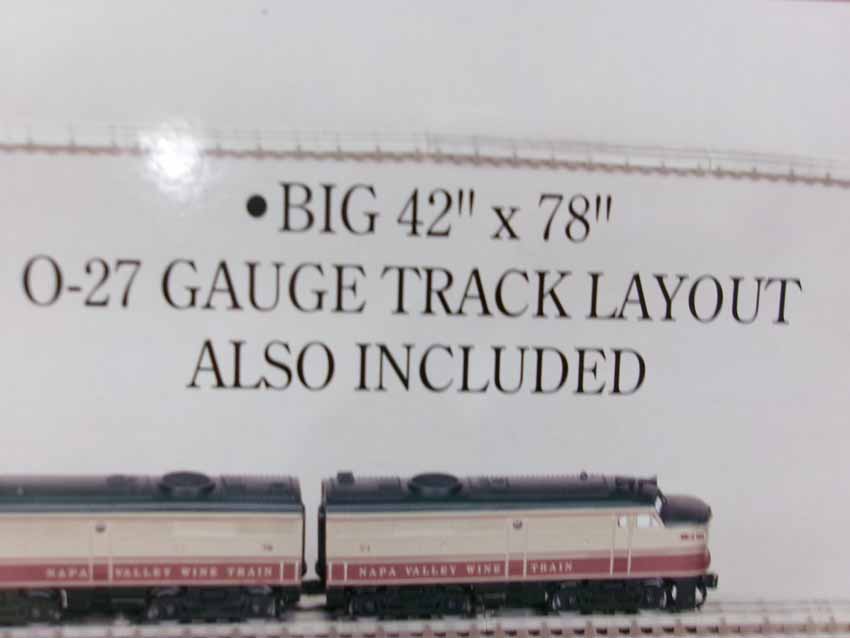 •BIG 42" x 78"
O-27 GAUGE TRACK LAYOUT
ALSO INCLUDED
NAPA VALLEY WINE TRAIN
NAPA VALLEY WINE TRAIN